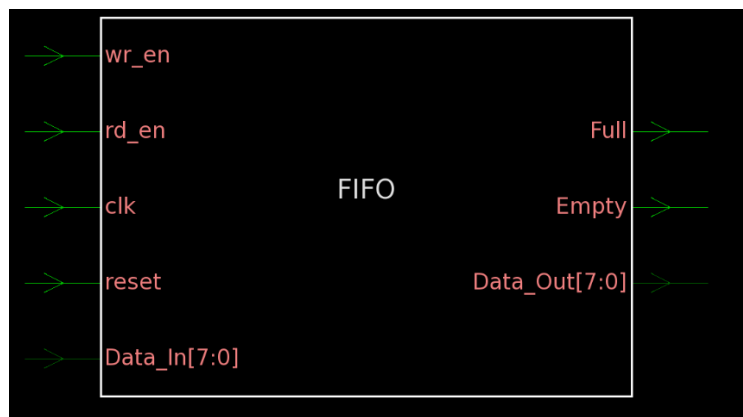 wr_en
rd_en
Full
clk
FIFO
Empty
reset
Data_Out[7:0]
Data_In[7:0]